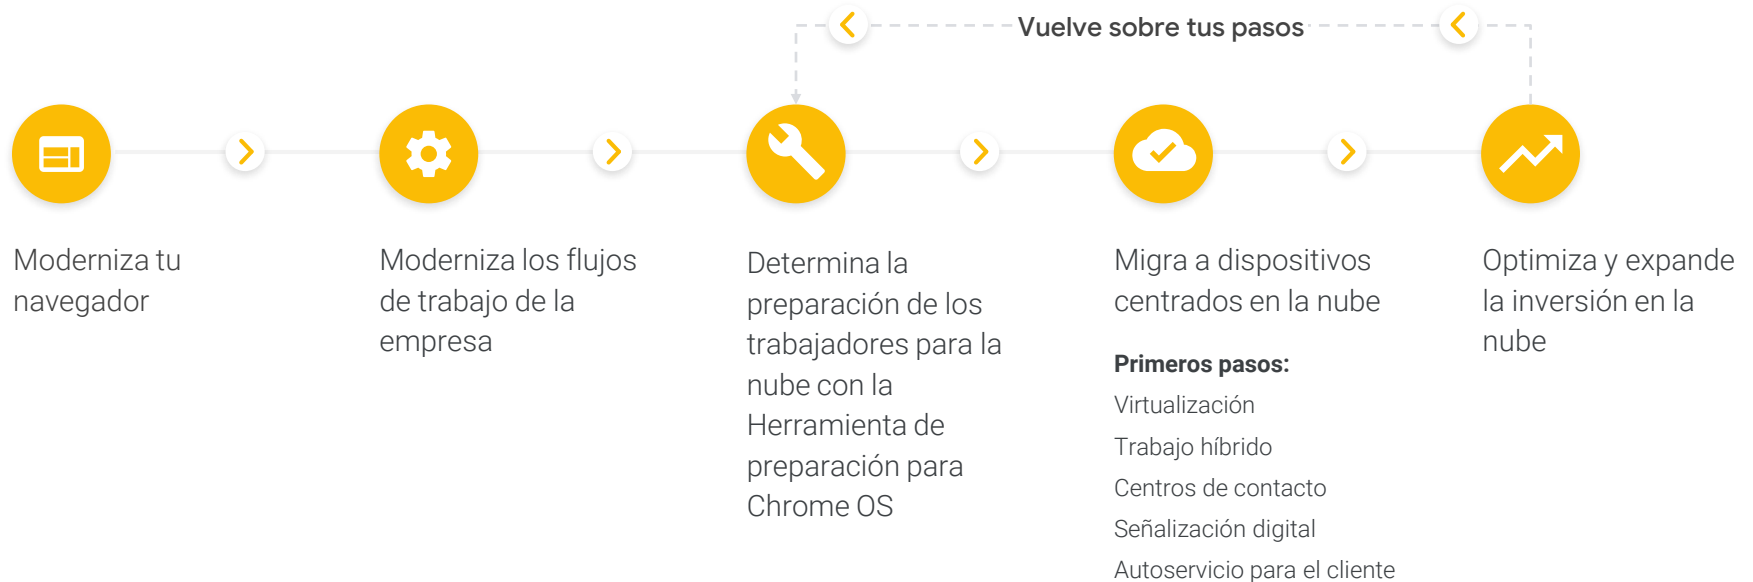 Vuelve sobre tus pasos
Moderniza tu
navegador
Moderniza los flujos
de trabajo de la
empresa
Determina la
preparación de los
trabajadores para la
nube con la
Herramienta de
preparación para
Chrome OS
Migra a dispositivos
centrados en la nube
Primeros pasos:
Virtualización
Trabajo híbrido
Centros de contacto
Señalización digital
Autoservicio para el cliente
Optimiza y expande
la inversión en la
nube